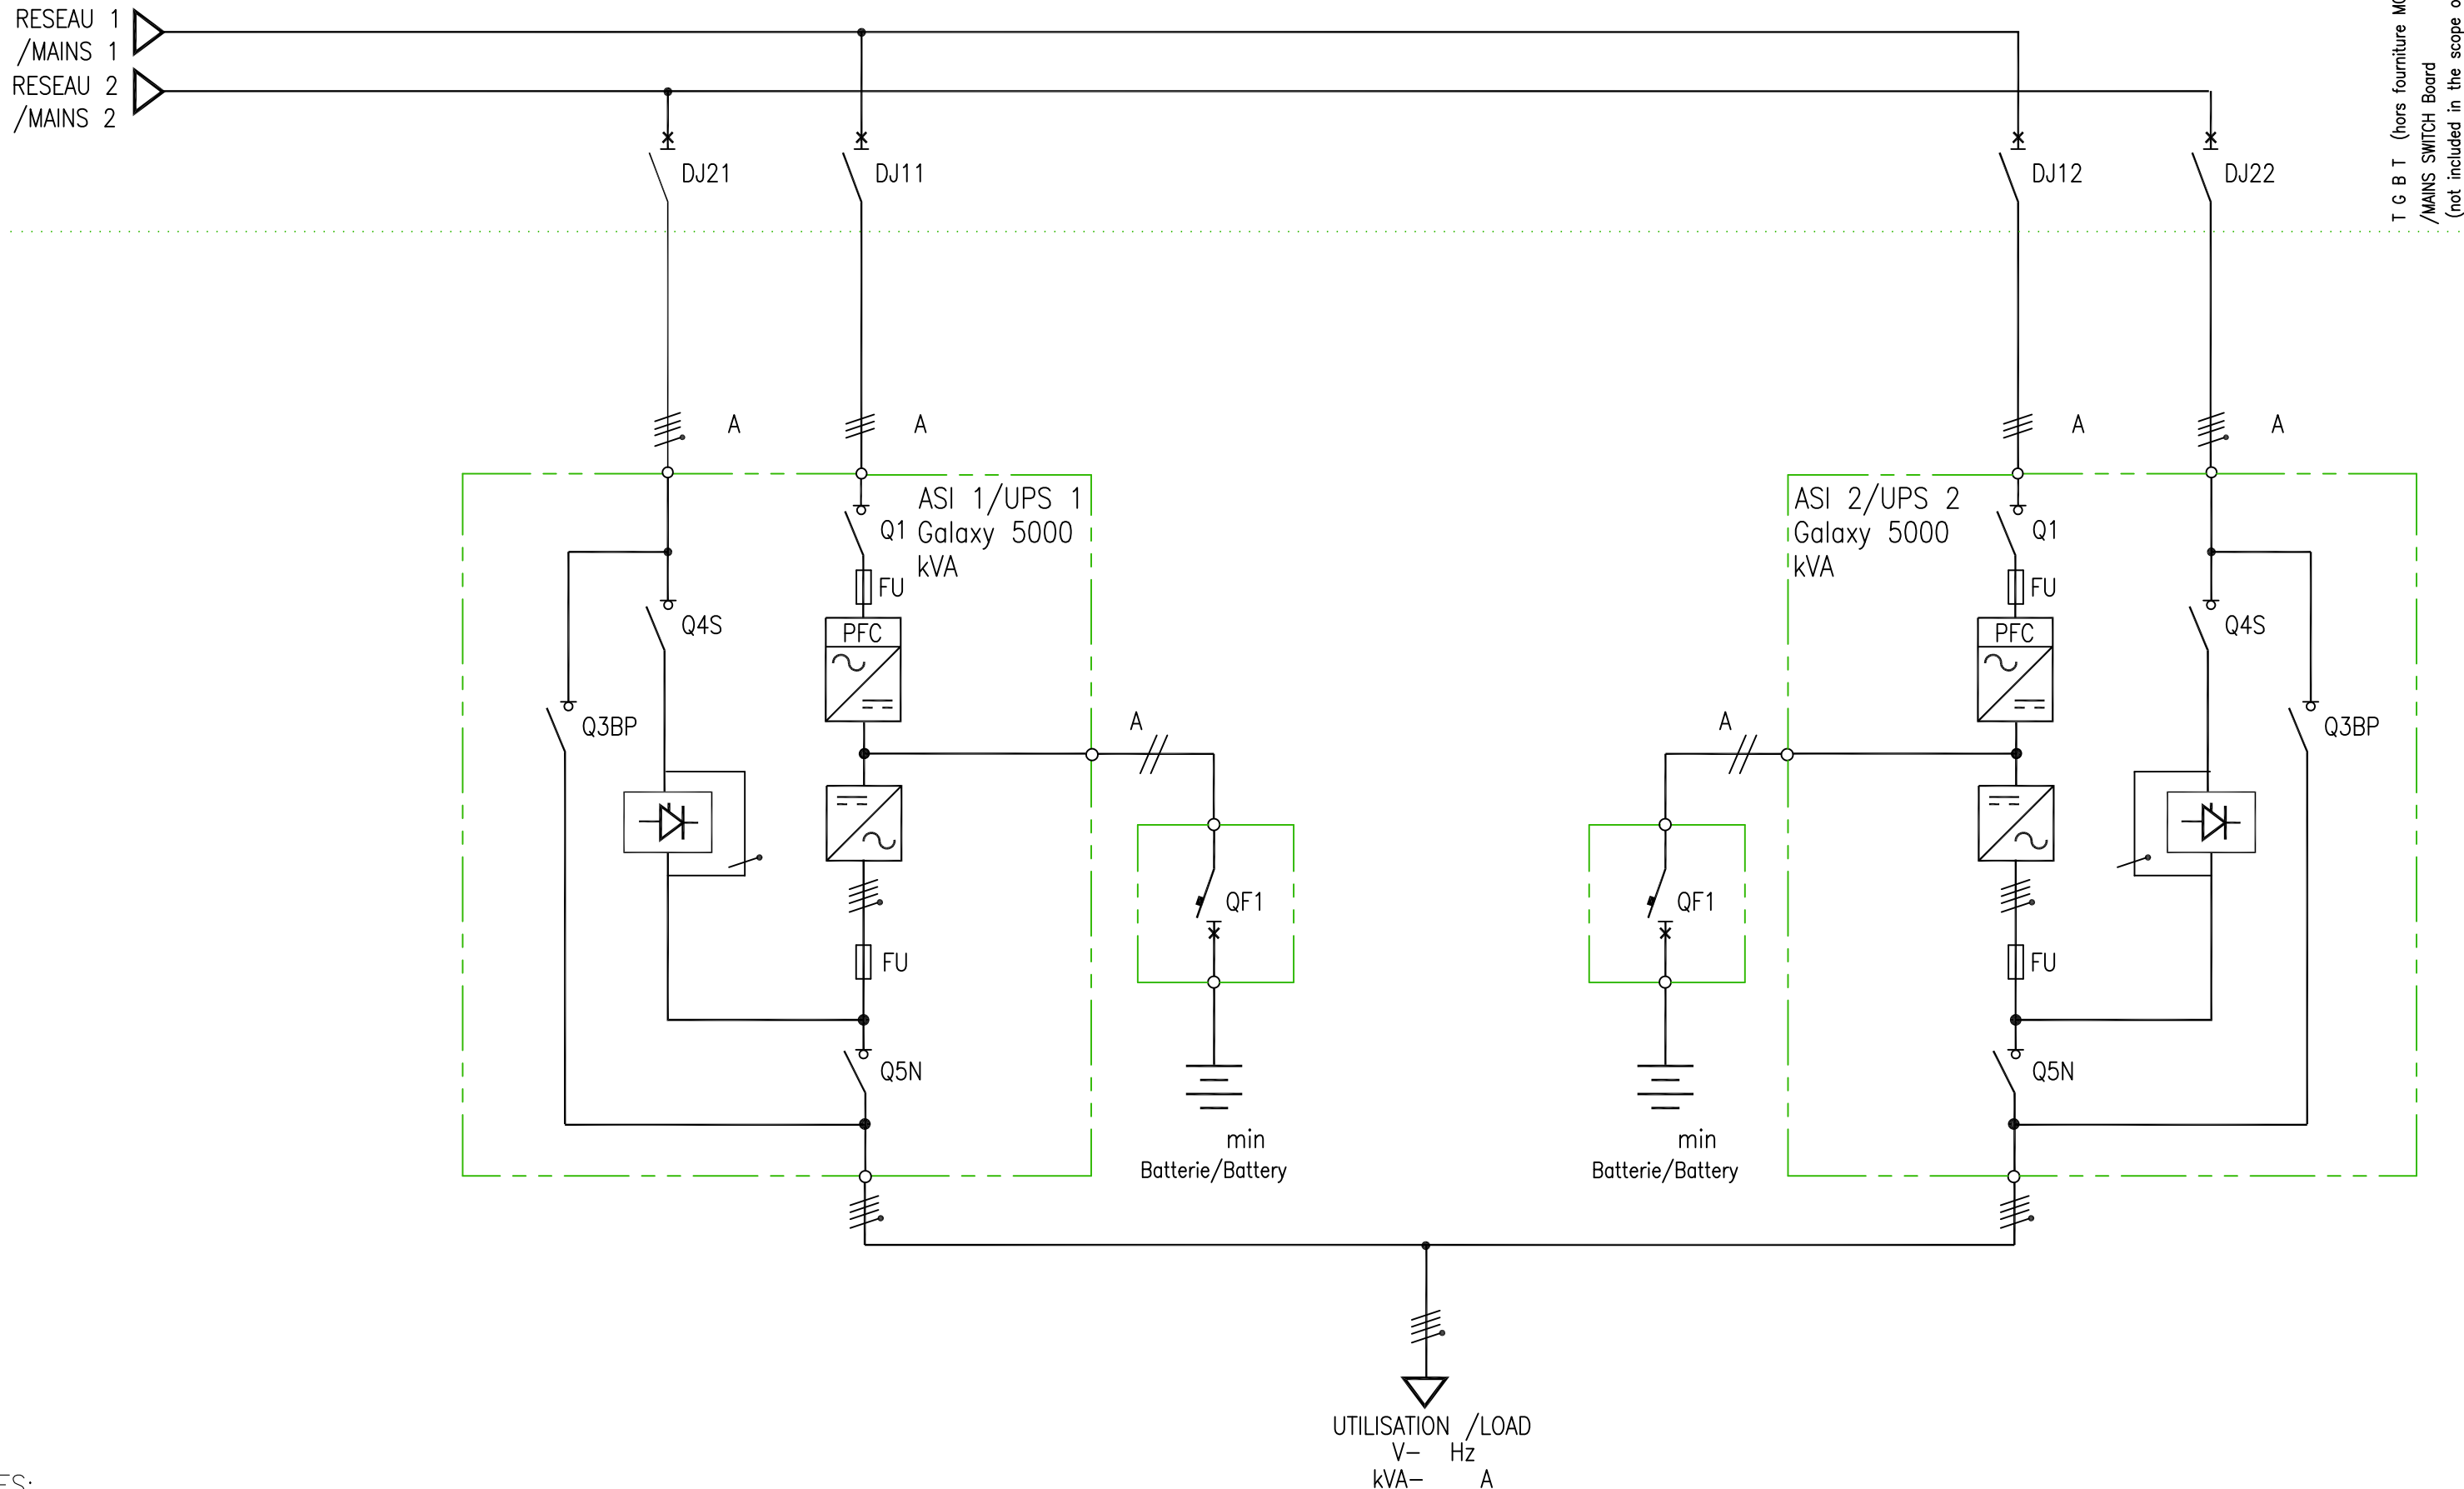 RESEAU 1
/MAINS 1
RESEAU 2
/MAINS 2
T G B T (hors fourniture
/MAINS SWITCH Board
(not included in the scope
DJ21
DJ11
DJ12
DJ22
A
A
A
A
ASI 1/UPS 1
Galaxy 5000
kVA
Q1
FU
PFC
Q4S
Q3BP
FU
Q5N
ASI 2/UPS 2
Galaxy 5000
kVA
Q1
FU
PFC
Q4S
Q3BP
FU
Q5N
A
QF1
min
Batterie/Battery
A
QF1
min
Batterie/Battery
UTILISATION /LOAD
V- Hz
kVA- A